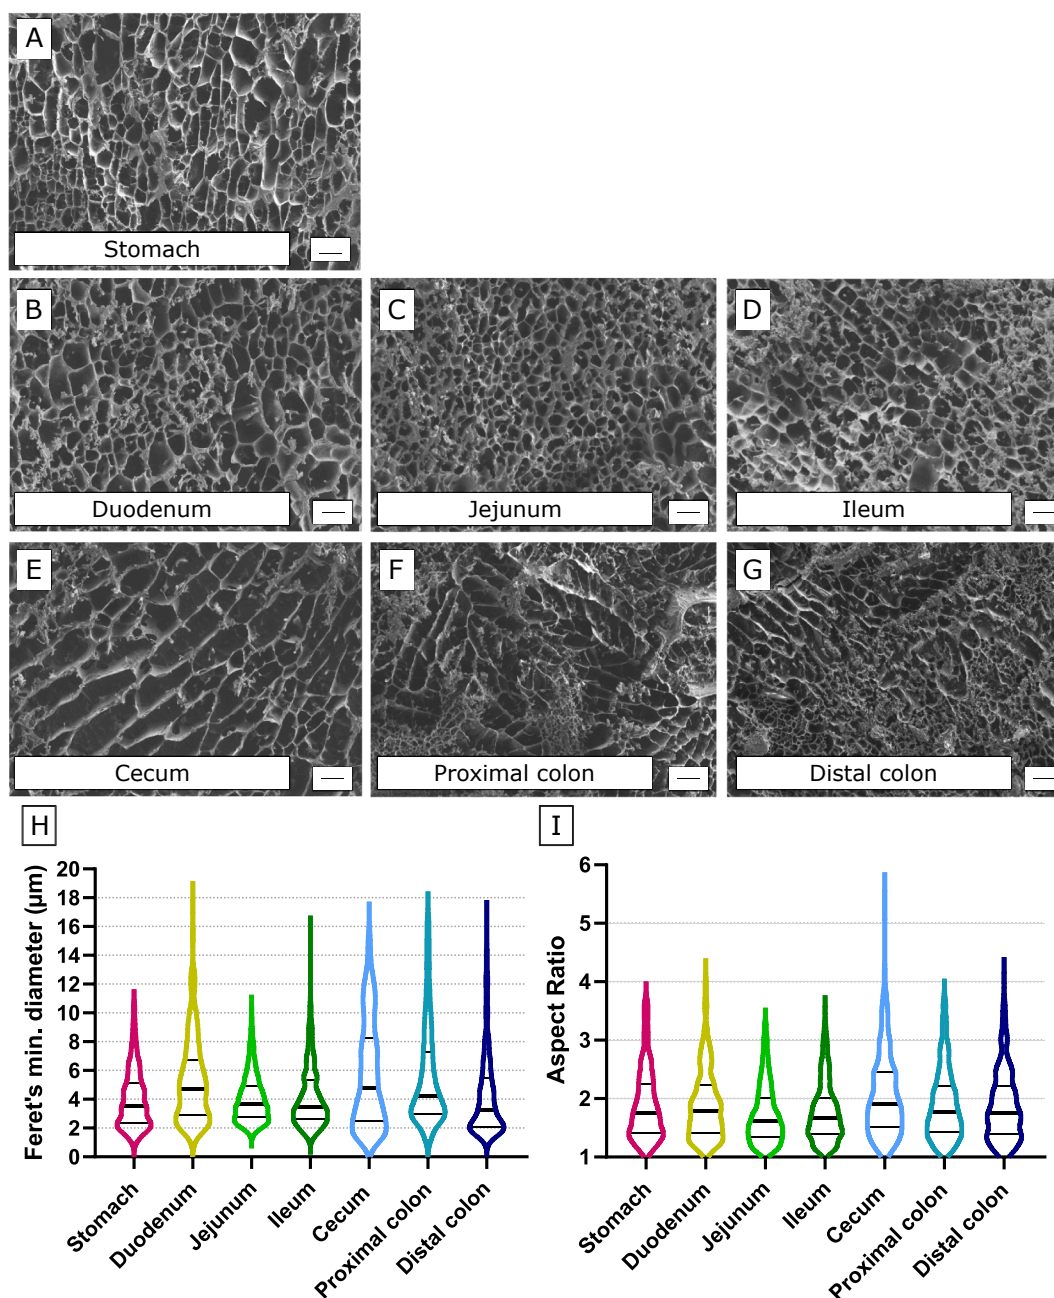 A
Stomach
B
Duodenum
C
Jejunum
D
Ileum
E
Cecum
F
Proximal colon
G
Distal colon
H
Feret's min. diameter (µm)
20
18
16
14
12
10
8
6
4
2
0
Stomach
Duodenum
Jejunum
Ileum
Cecum
Proximal colon
Distal colon
I
Aspect Ratio
6
5
4
3
2
1
Stomach
Duodenum
Jejunum
Ileum
Cecum
Proximal colon
Distal colon